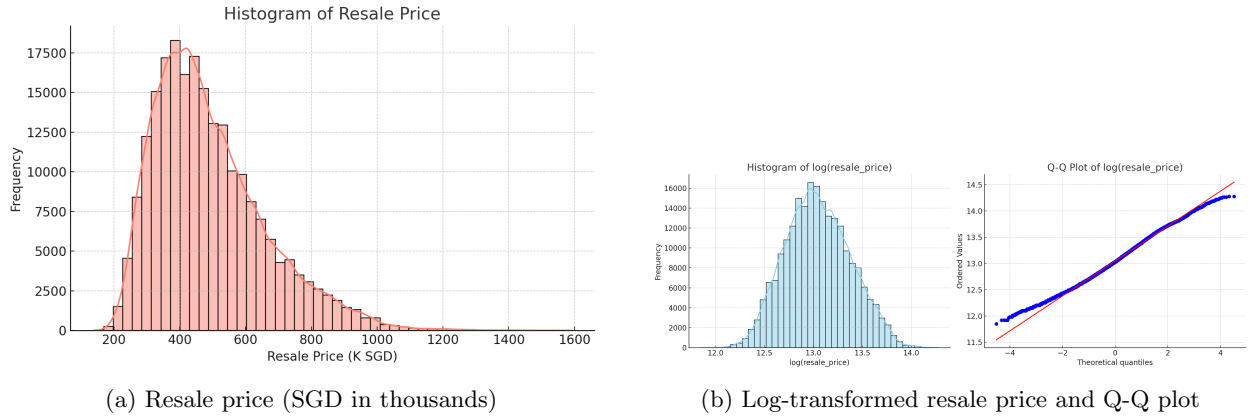 Histogram of Resale Price
17500
15000
12500
10000
7500
5000
2500
0
Frequency
200 400 600 800 1000 1200 1400 1600
Resale Price (K SGD)
(a) Resale price (SGD in thousands)
Histogram of log(resale_price)
16000
14000
12000
10000
8000
6000
4000
2000
0
Frequency
12.0 12.5 13.0 13.5 14.0
log(resale_price)
Q-Q Plot of log(resale_price)
14.5
14.0
13.5
13.0
12.5
12.0
11.5
Ordered Values
−4 −2 0 2 4
Theoretical quantiles
(b) Log-transformed resale price and Q-Q plot